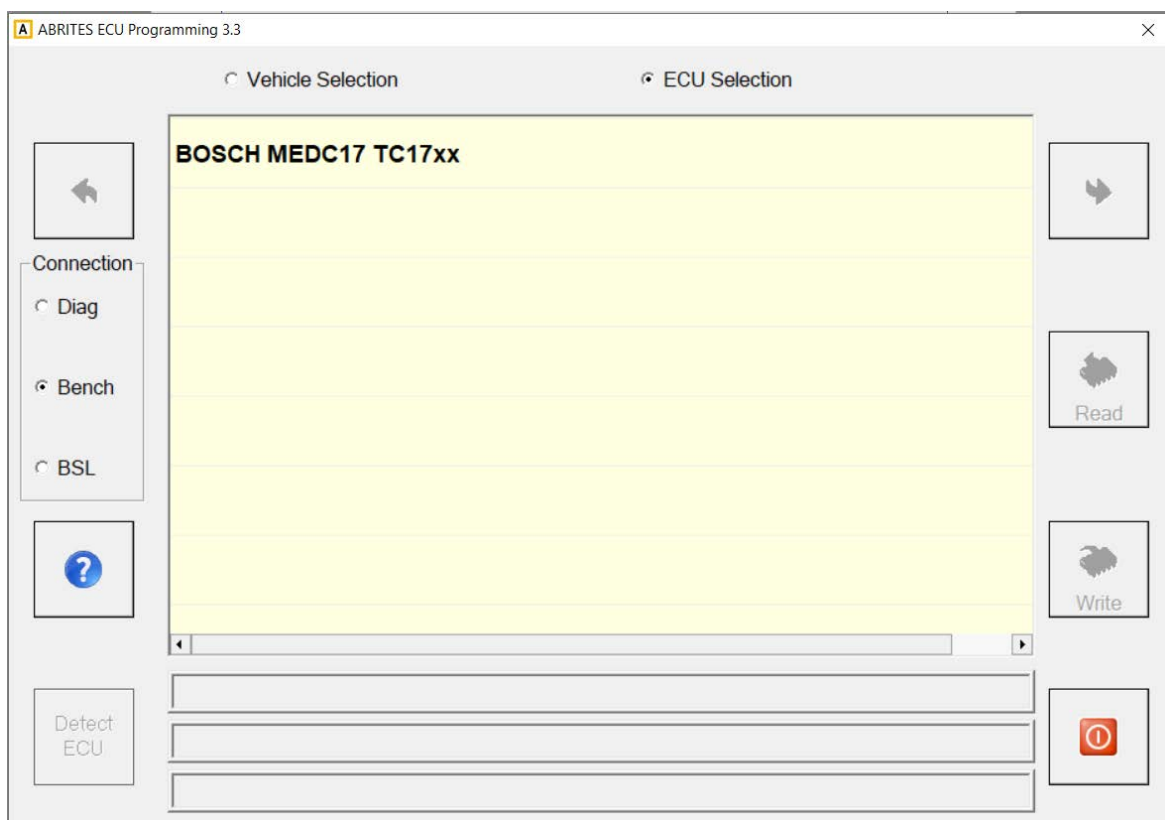 A ABRITES ECU Programming 3.3
Vehicle Selection
ECU Selection
BOSCH MEDC17 TC17xx
Connection
Diag
Bench
BSL
Read
Write
Detect
ECU